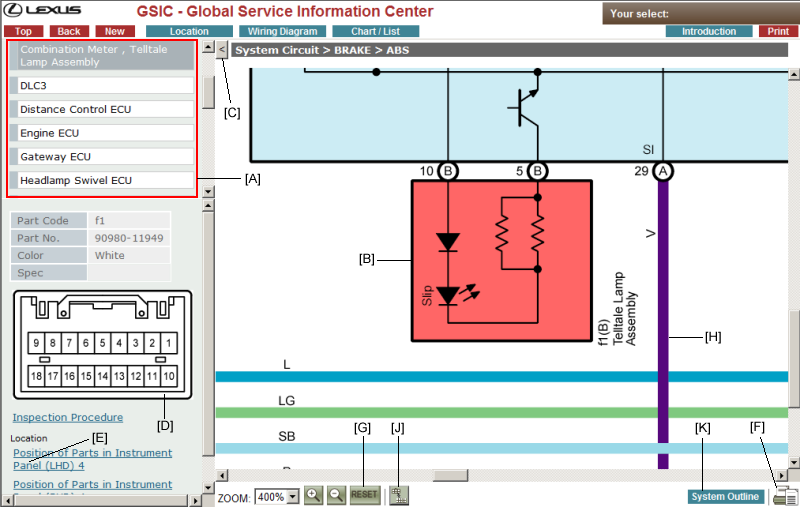 LEXUS
GSIC - Global Service Information Center
Your select:
Top Back New Location Wiring Diagram Chart / List Introduction Print
Combination Meter , Telltale
Lamp Assembly
DLC3
Distance Control ECU
Engine ECU
Gateway ECU
Headlamp Swivel ECU
[A]
<
[C]
System Circuit > BRAKE > ABS
SI
10 B 5 B 29 A
[B]
Slip
f1(B)
Telltale Lamp
Assembly
V
[H]
L
LG
SB
Part Code f1
Part No. 90980-11949
Color White
Spec
9 8 7 6 5 4 3 2 1
18 17 16 15 14 13 12 11 10
[D]
Inspection Procedure
Location
[E]
Position of Parts in Instrument
Panel (LHD) 4
Position of Parts in Instrument
[G] [J] [K] [F]
ZOOM: 400% RESET System Outline